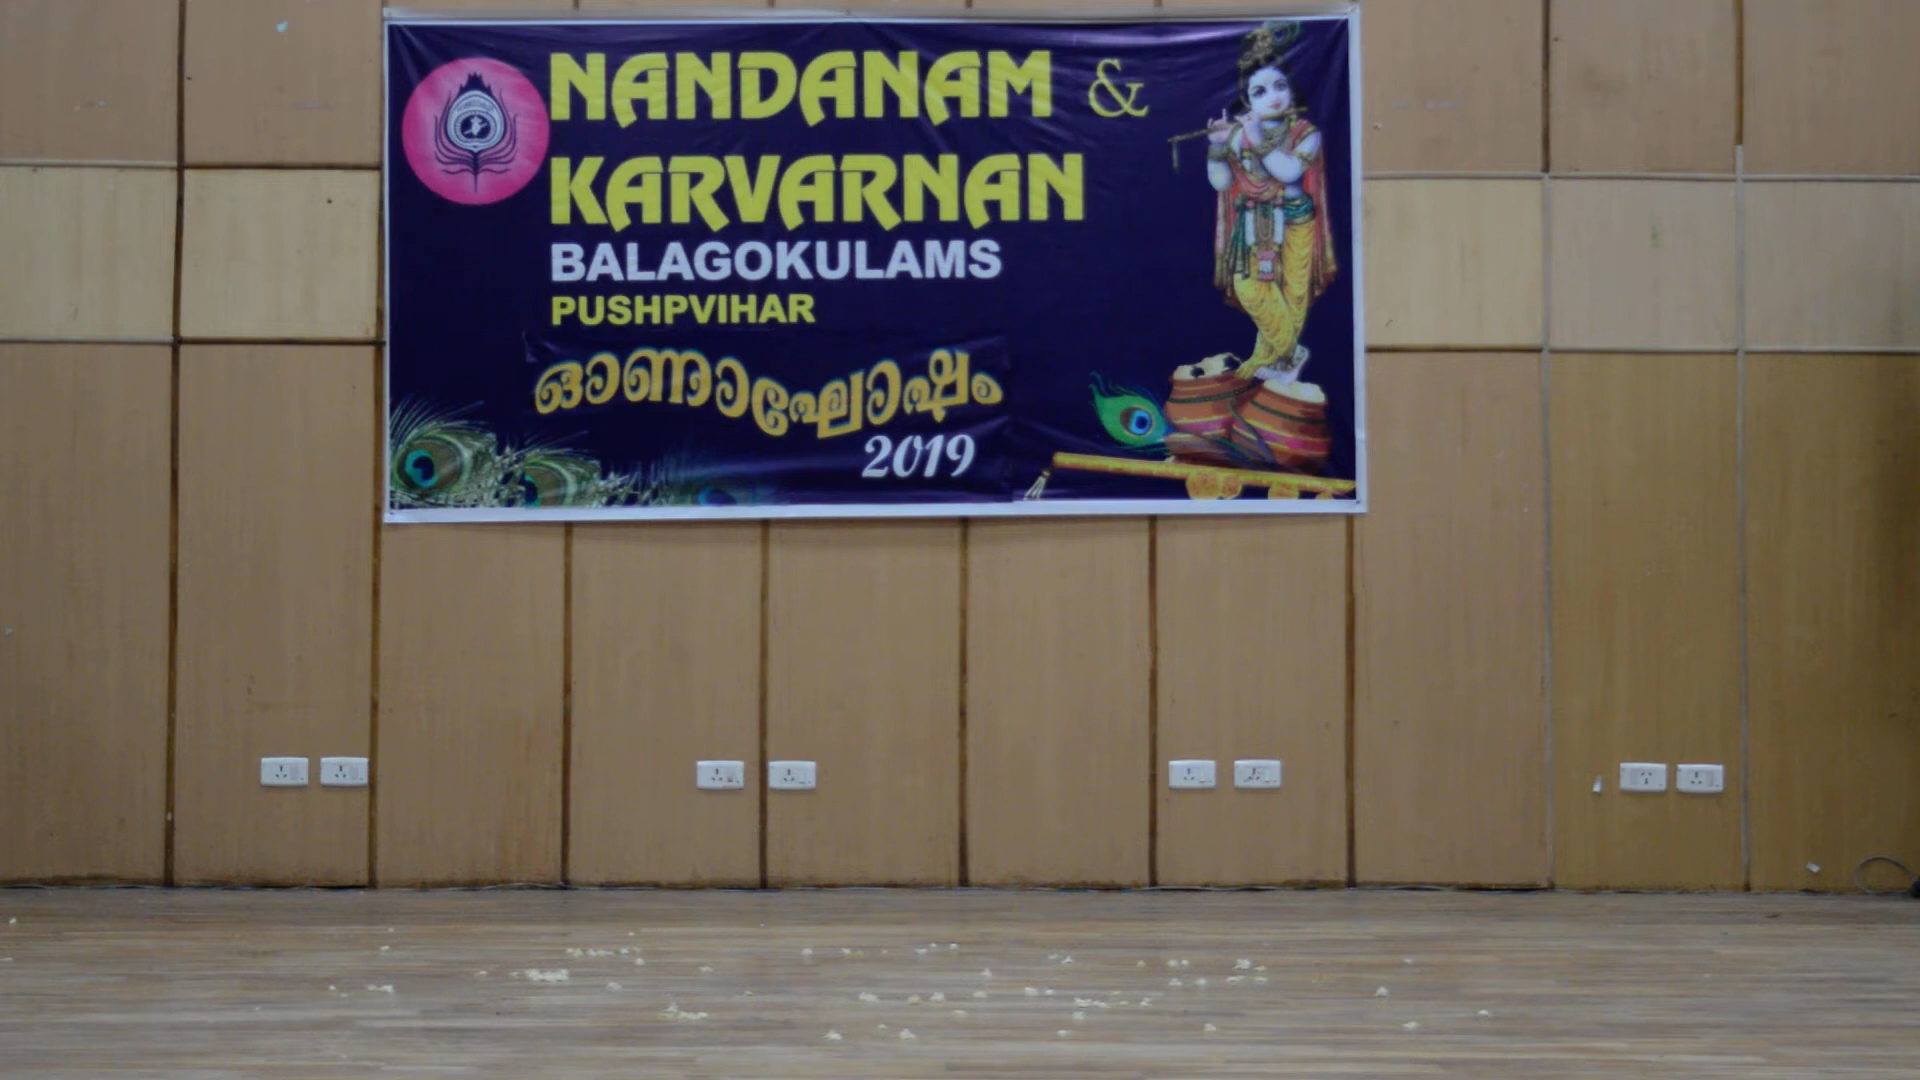 NANDANAM &
KARVARNAN
BALAGOKULAMS
PUSHPVIHAR
ഓണാഘോഷം
2019